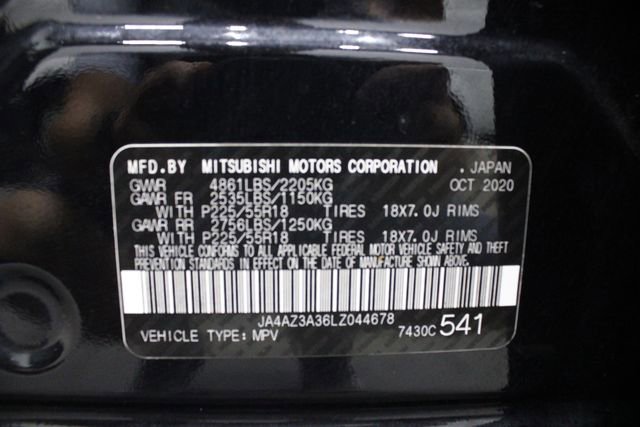 MFD.BY MITSUBISHI MOTORS CORPORATION . JAPAN
GVWR 4861LBS/2205KG OCT 2020
GAWR FR 2535LBS/1150KG
WITH P225/55R18 TIRES 18X7.0J RIMS
GAWR RR 2756LBS/1250KG
WITH P225/55R18 TIRES 18X7.0J RIMS
THIS VEHICLE CONFORMS TO ALL APPLICABLE FEDERAL MOTOR VEHICLE SAFETY AND THEFT
PREVENTION STANDARDS IN EFFECT ON THE DATE OF MANUFACTURE SHOWN ABOVE.
JA4AZ3A36LZ044678
VEHICLE TYPE: MPV 7430C 541